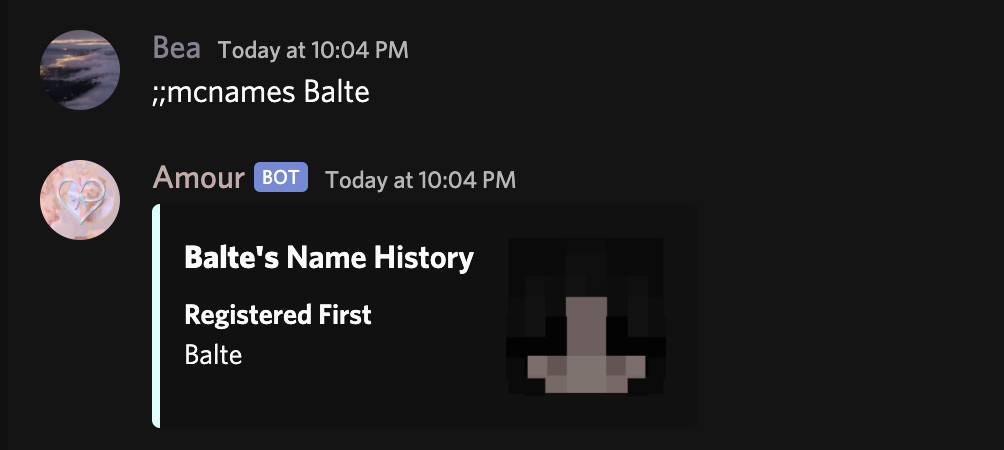 Bea Today at 10:04 PM
;;mcnames Balte
Amour BOT Today at 10:04 PM
Balte's Name History
Registered First
Balte